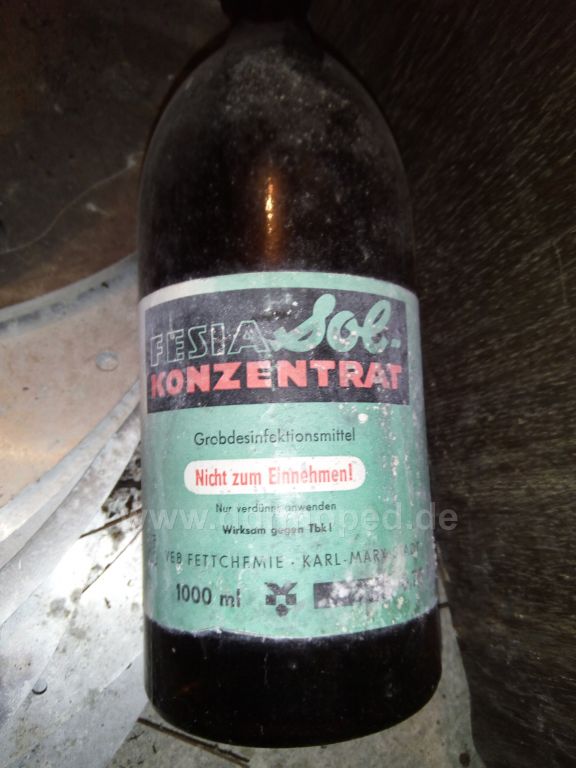 FESIA Sol-
KONZENTRAT
Grobdesinfektionsmittel
Nicht zum Einnehmen!
Nur verdünnt anwenden
Wirksam gegen Tbk!
VEB FETTCHEMIE · KARL-MARX-STADT
1000 ml